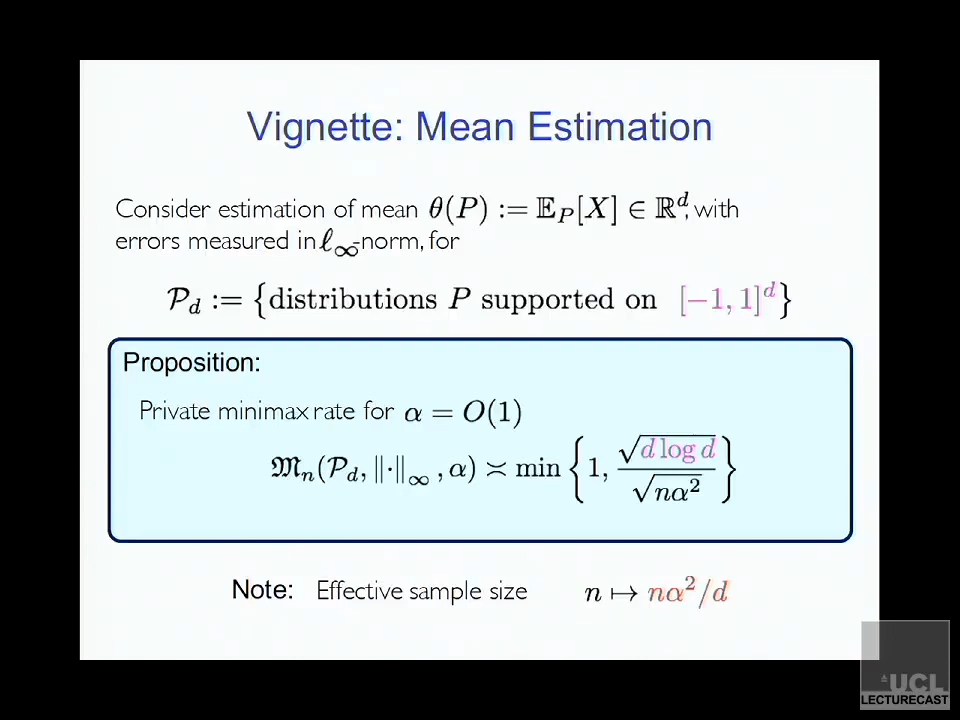 Vignette: Mean Estimation
Consider estimation of mean θ(P) := 𝔼_P[X] ∈ ℝ^d, with
errors measured in ℓ_∞-norm, for
𝒫_d := {distributions P supported on [−1, 1]^d}
Proposition:
Private minimax rate for α = O(1)
𝔐_n(𝒫_d, ‖·‖_∞, α) ≍ min {1, √(d log d) / √(nα²)}
Note: Effective sample size n ↦ nα²/d
UCL
LECTURECAST